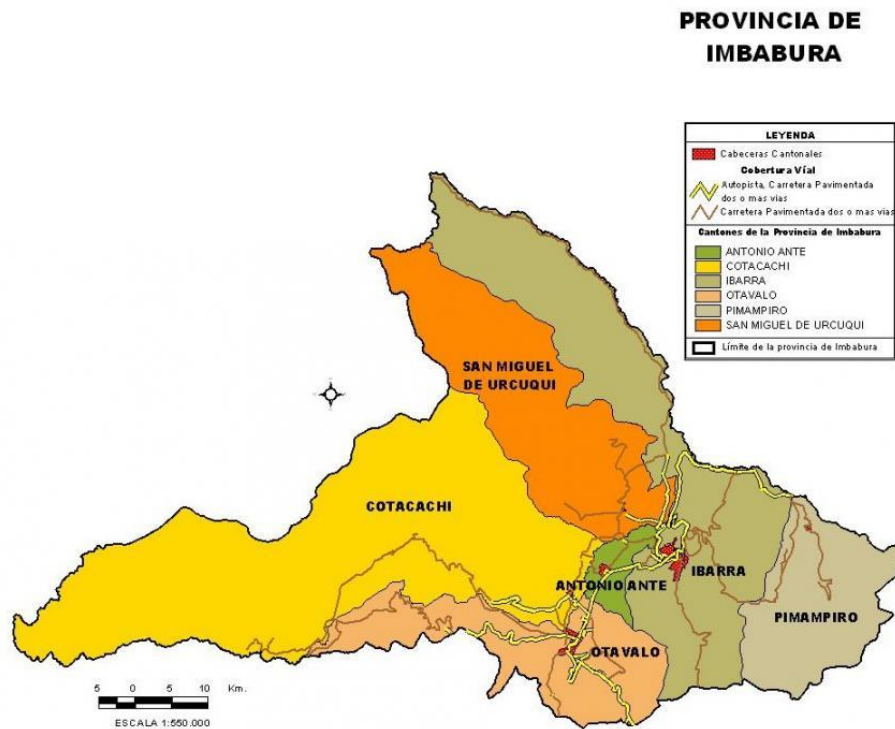 PROVINCIA DE
IMBABURA
LEYENDA
Cabeceras Cantonales
Cobertura Víal
Autopista, Carretera Pavimentada
dos o mas vias
Carretera Pavimentada dos o mas vias
Cantones de la Provincia de Imbabura
ANTONIO ANTE
COTACACHI
IBARRA
OTAVALO
PIMAMPIRO
SAN MIGUEL DE URCUQUI
Límite de la provincia de Imbabura
SAN MIGUEL
DE URCUQUI
COTACACHI
ANTONIO ANTE
IBARRA
PIMAMPIRO
OTAVALO
5 0 5 10 Km.
ESCALA 1:550.000